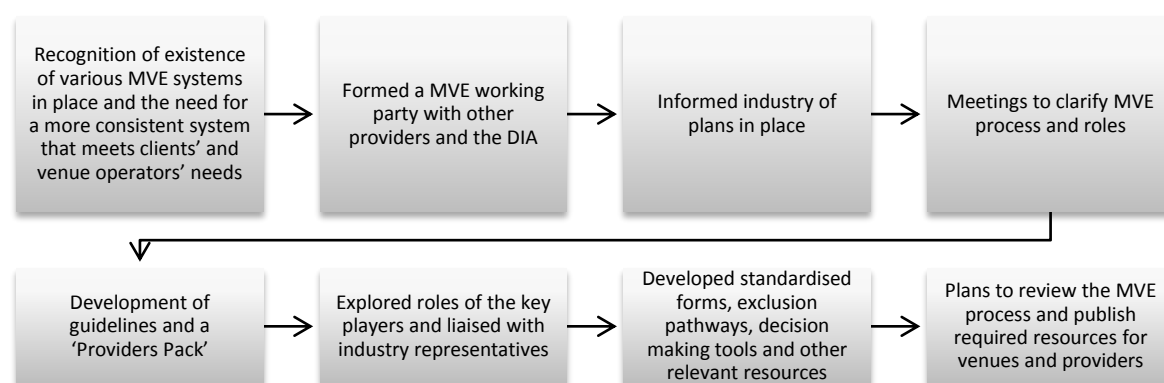 Recognition of existence
of various MVE systems
in place and the need for
a more consistent system
that meets clients’ and
venue operators’ needs
Formed a MVE working
party with other
providers and the DIA
Informed industry of
plans in place
Meetings to clarify MVE
process and roles
Development of
guidelines and a
‘Providers Pack’
Explored roles of the key
players and liaised with
industry representatives
Developed standardised
forms, exclusion
pathways, decision
making tools and other
relevant resources
Plans to review the MVE
process and publish
required resources for
venues and providers